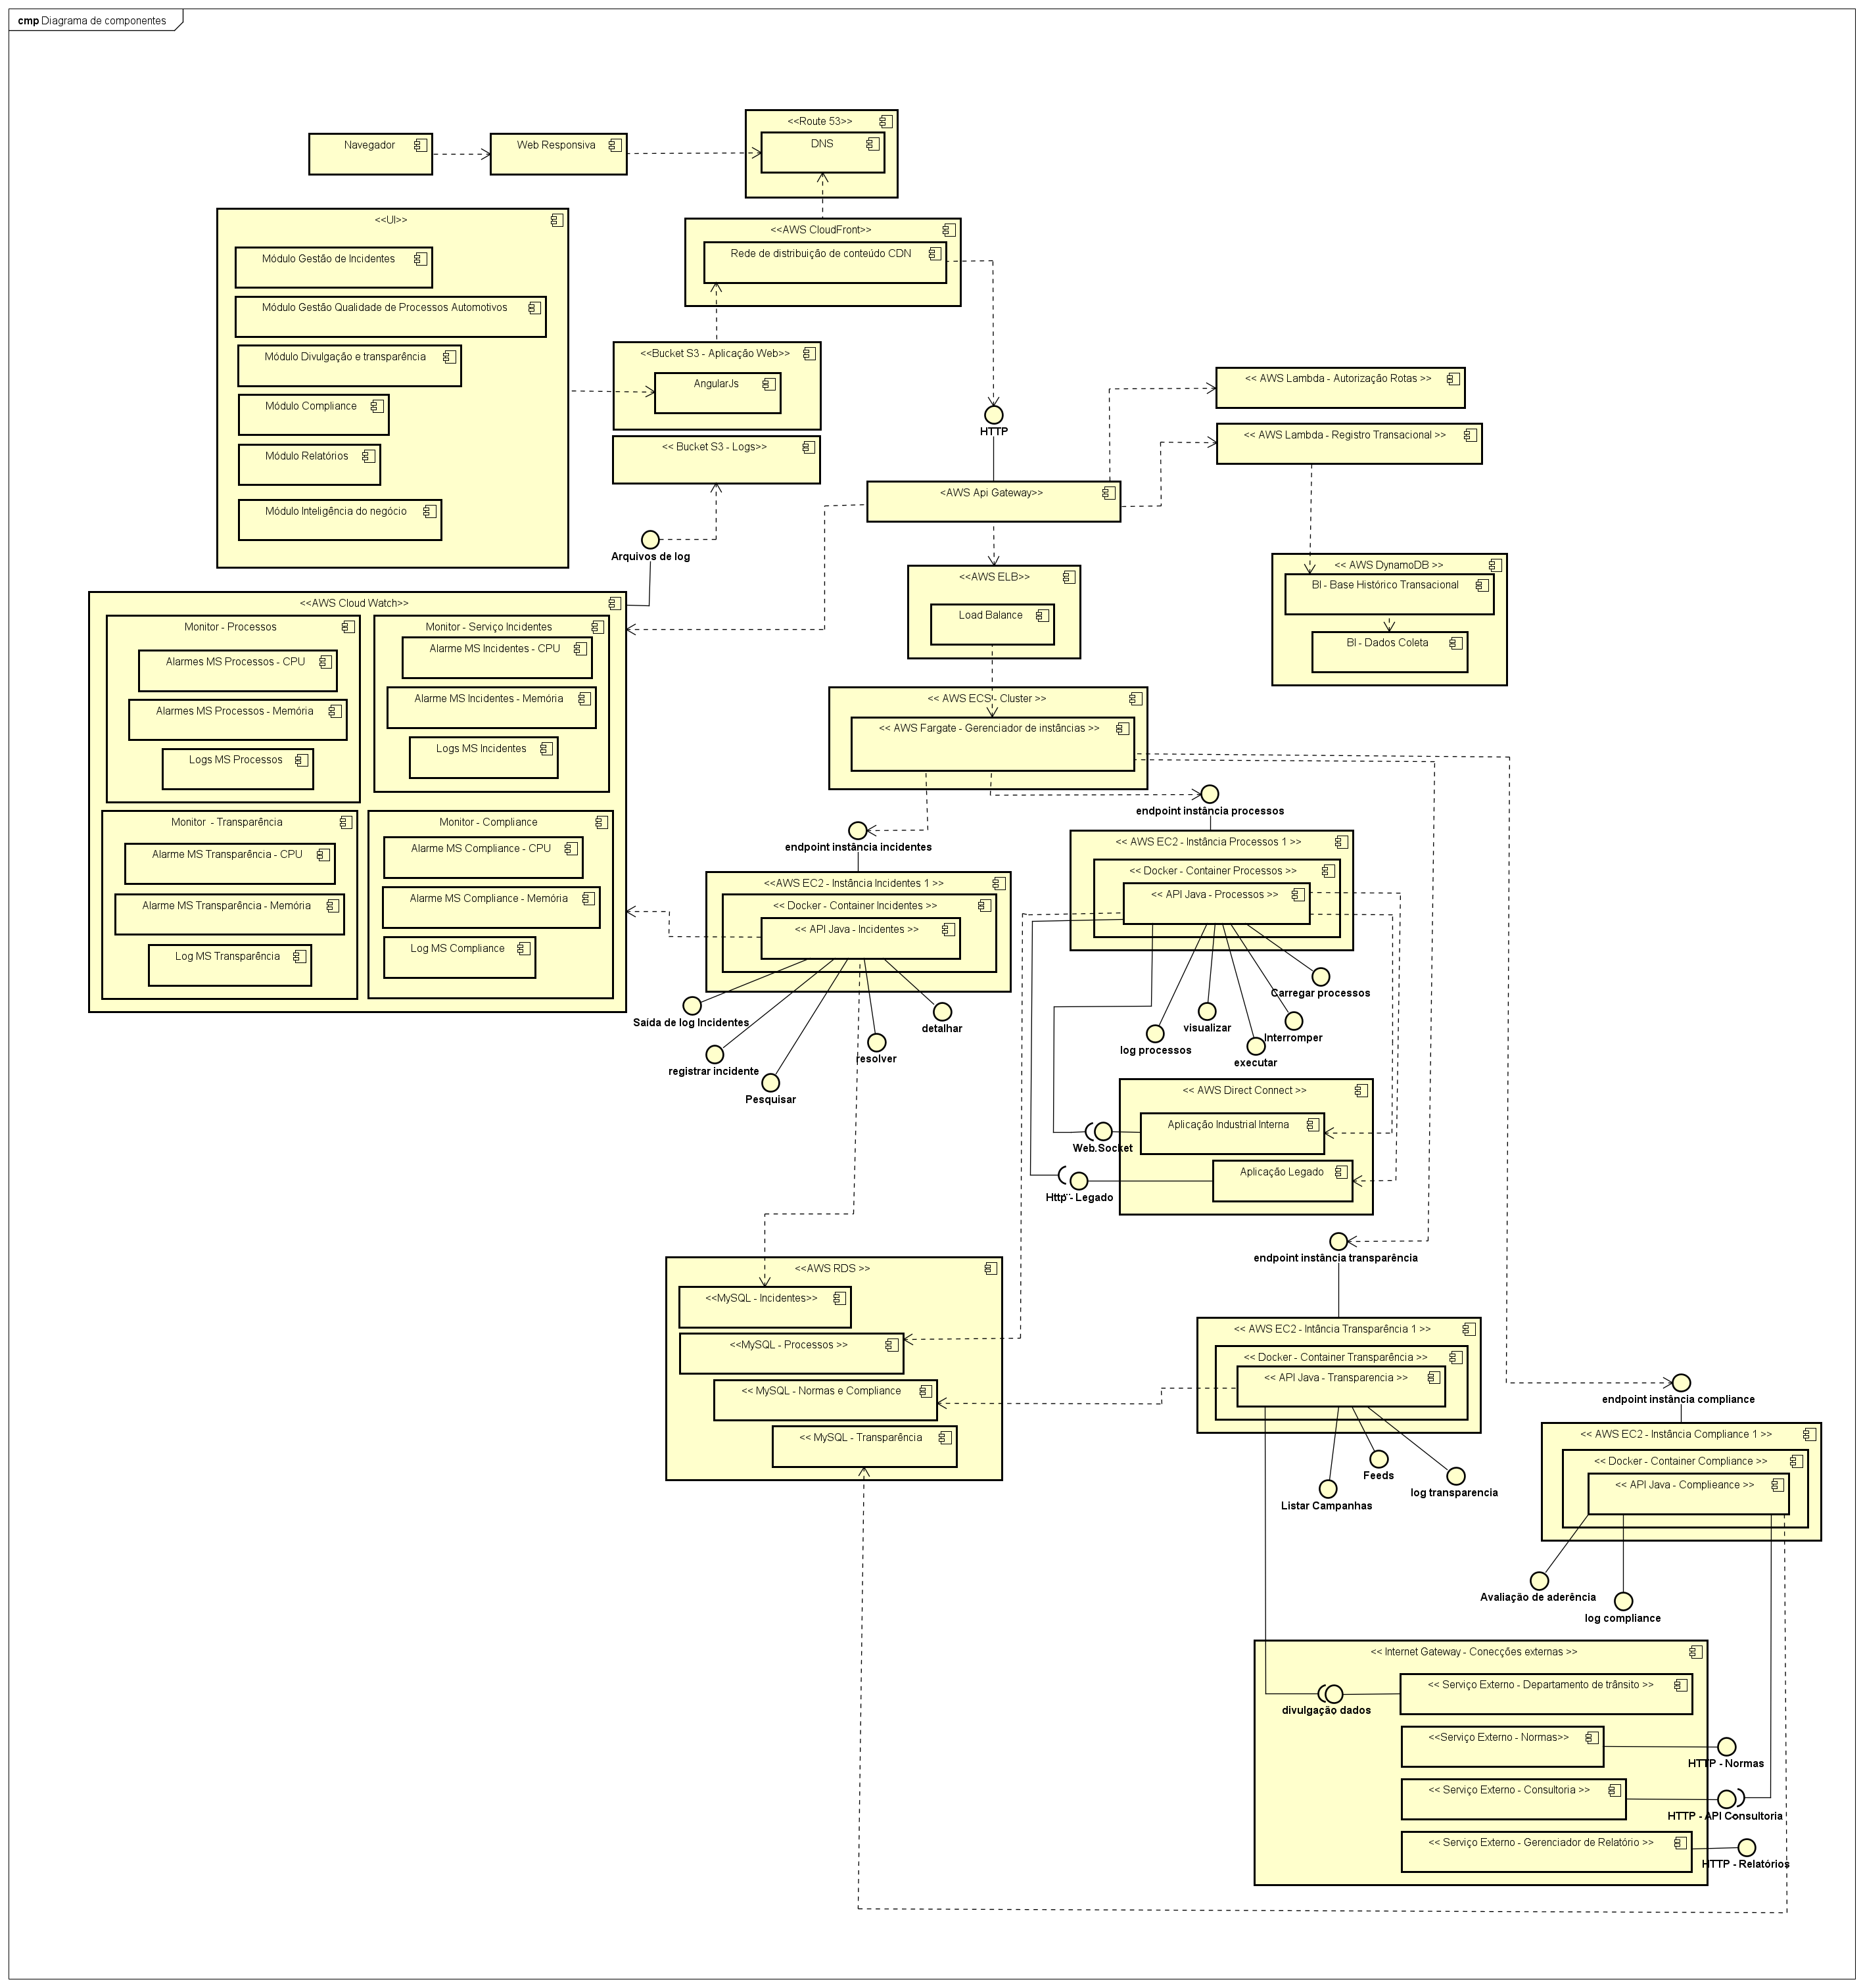 cmp Diagrama de componentes
<<Route 53>>
DNS
Navegador
Web Responsiva
<<UI>>
Módulo Gestão de Incidentes
Módulo Gestão Qualidade de Processos Automotivos
Módulo Divulgação e transparência
Módulo Compliance
Módulo Relatórios
Módulo Inteligência do negócio
<<AWS CloudFront>>
Rede de distribuição de conteúdo CDN
<<Bucket S3 - Aplicação Web>>
AngularJs
<< Bucket S3 - Logs>>
Arquivos de log
HTTP
<AWS Api Gateway>>
<< AWS Lambda - Autorização Rotas >>
<< AWS Lambda - Registro Transacional >>
<< AWS DynamoDB >>
BI - Base Histórico Transacional
BI - Dados Coleta
<<AWS ELB>>
Load Balance
<<AWS Cloud Watch>>
Monitor - Processos
Alarmes MS Processos - CPU
Alarmes MS Processos - Memória
Logs MS Processos
Monitor - Serviço Incidentes
Alarme MS Incidentes - CPU
Alarme MS Incidentes - Memória
Logs MS Incidentes
Monitor - Transparência
Alarme MS Transparência - CPU
Alarme MS Transparência - Memória
Log MS Transparência
Monitor - Compliance
Alarme MS Compliance - CPU
Alarme MS Compliance - Memória
Log MS Compliance
<< AWS ECS - Cluster >>
<< AWS Fargate - Gerenciador de instâncias >>
endpoint instância processos
endpoint instância incidentes
<<AWS EC2 - Instância Incidentes 1 >>
<< Docker - Container Incidentes >>
<< API Java - Incidentes >>
Saída de log Incidentes
registrar incidente
Pesquisar
resolver
detalhar
<< AWS EC2 - Instância Processos 1 >>
<< Docker - Container Processos >>
<< API Java - Processos >>
Carregar processos
visualizar
Interromper
log processos
executar
<< AWS Direct Connect >>
Aplicação Industrial Interna
Web.Socket
Aplicação Legado
Http - Legado
endpoint instância transparência
<<AWS RDS >>
<<MySQL - Incidentes>>
<<MySQL - Processos >>
<< MySQL - Normas e Compliance
<< MySQL - Transparência
<< AWS EC2 - Intância Transparência 1 >>
<< Docker - Container Transparência >>
<< API Java - Transparencia >>
Feeds
Listar Campanhas
log transparencia
endpoint instância compliance
<< AWS EC2 - Instância Compliance 1 >>
<< Docker - Container Compliance >>
<< API Java - Complieance >>
Avaliação de aderência
log compliance
<< Internet Gateway - Conecções externas >>
<< Serviço Externo - Departamento de trânsito >>
divulgação dados
<<Serviço Externo - Normas>>
HTTP - Normas
<< Serviço Externo - Consultoria >>
HTTP - API Consultoria
<< Serviço Externo - Gerenciador de Relatório >>
HTTP - Relatórios